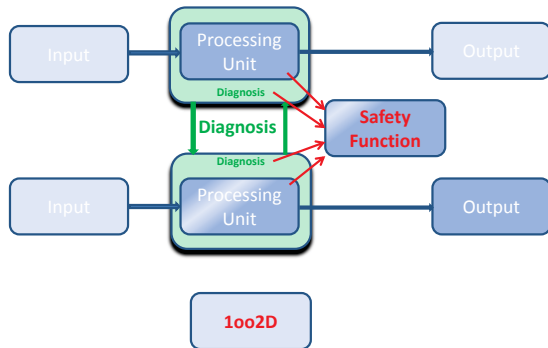 Input
Processing
Unit
Output
Diagnosis
Diagnosis
Safety
Function
Diagnosis
Input
Processing
Unit
Output
1oo2D